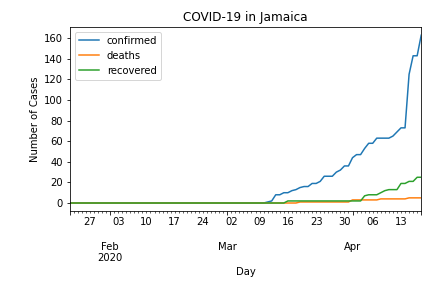 COVID-19 in Jamaica
confirmed
deaths
recovered
Number of Cases
160
140
120
100
80
60
40
20
0
27 03 10 17 24 02 09 16 23 30 06 13
Feb Mar Apr
2020
Day